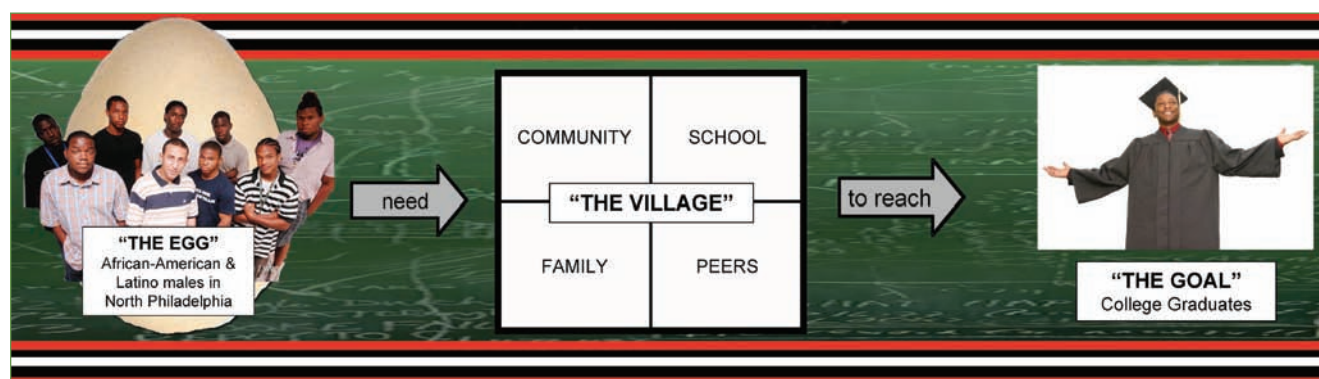 "THE EGG"
African-American &
Latino males in
North Philadelphia
need
COMMUNITY
SCHOOL
"THE VILLAGE"
FAMILY
PEERS
to reach
"THE GOAL"
College Graduates